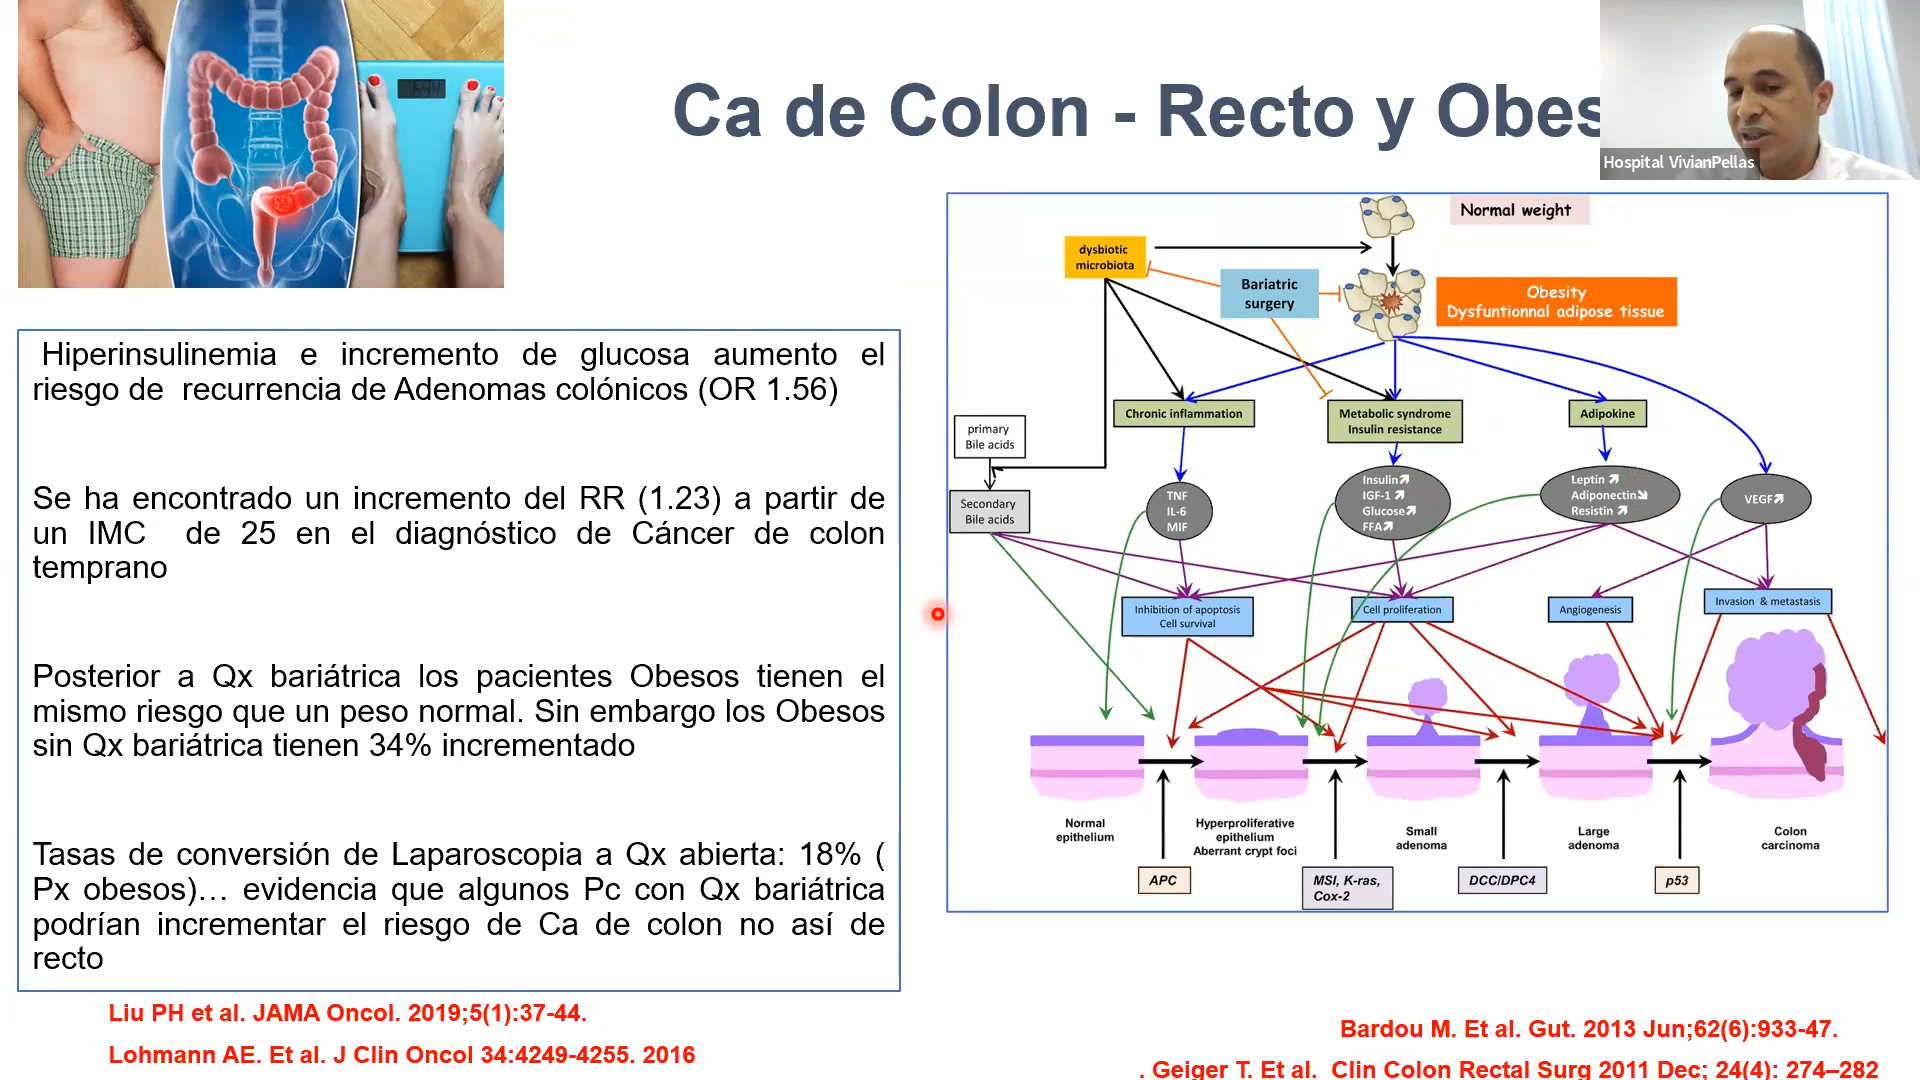 Ca de Colon - Recto y Obes
Hospital VivianPellas
Hiperinsulinemia e incremento de glucosa aumento el
riesgo de recurrencia de Adenomas colónicos (OR 1.56)
Se ha encontrado un incremento del RR (1.23) a partir de
un IMC de 25 en el diagnóstico de Cáncer de colon
temprano
Posterior a Qx bariátrica los pacientes Obesos tienen el
mismo riesgo que un peso normal. Sin embargo los Obesos
sin Qx bariátrica tienen 34% incrementado
Tasas de conversión de Laparoscopia a Qx abierta: 18% (
Px obesos)… evidencia que algunos Pc con Qx bariátrica
podrían incrementar el riesgo de Ca de colon no así de
recto
Normal weight
dysbiotic
microbiota
Bariatric
surgery
Obesity
Dysfuntionnal adipose tissue
Chronic inflammation
Metabolic syndrome
Insulin resistance
Adipokine
primary
Bile acids
Secondary
Bile acids
TNF
IL-6
MIF
Insulin
IGF-1
Glucose
FFA
Leptin
Adiponectin
Resistin
VEGF
Inhibition of apoptosis
Cell survival
Cell proliferation
Angiogenesis
Invasion & metastasis
Normal
epithelium
Hyperproliferative
epithelium
Aberrant crypt foci
Small
adenoma
Large
adenoma
Colon
carcinoma
APC
MSI, K-ras,
Cox-2
DCC/DPC4
p53
Liu PH et al. JAMA Oncol. 2019;5(1):37-44.
Lohmann AE. Et al. J Clin Oncol 34:4249-4255. 2016
Bardou M. Et al. Gut. 2013 Jun;62(6):933-47.
. Geiger T. Et al. Clin Colon Rectal Surg 2011 Dec; 24(4): 274–282